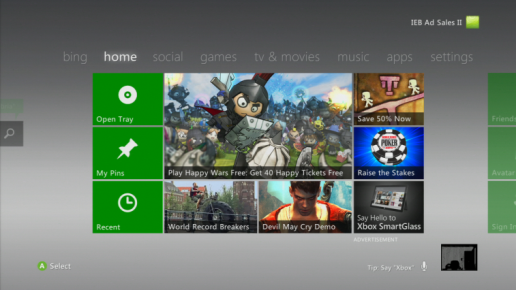 IEB Ad Sales II
bing home social games tv & movies music apps settings
Open Tray
Play Happy Wars Free: Get 40 Happy Tickets Free
Save 50% Now
Friends
My Pins
POKER
Raise the Stakes
Avatar
Recent
World Record Breakers
Devil May Cry Demo
Say Hello to
Xbox SmartGlass
Sign In
ADVERTISEMENT
A Select
Tip: Say "Xbox"